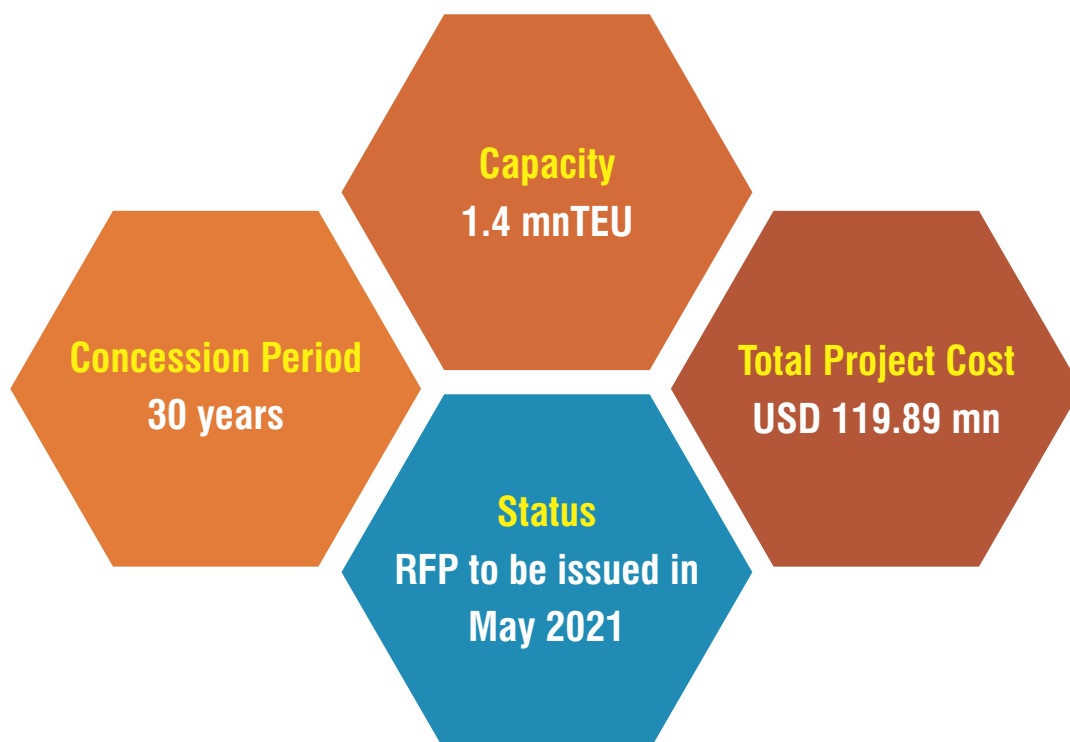 Capacity
1.4 mnTEU
Concession Period
30 years
Total Project Cost
USD 119.89 mn
Status
RFP to be issued in
May 2021